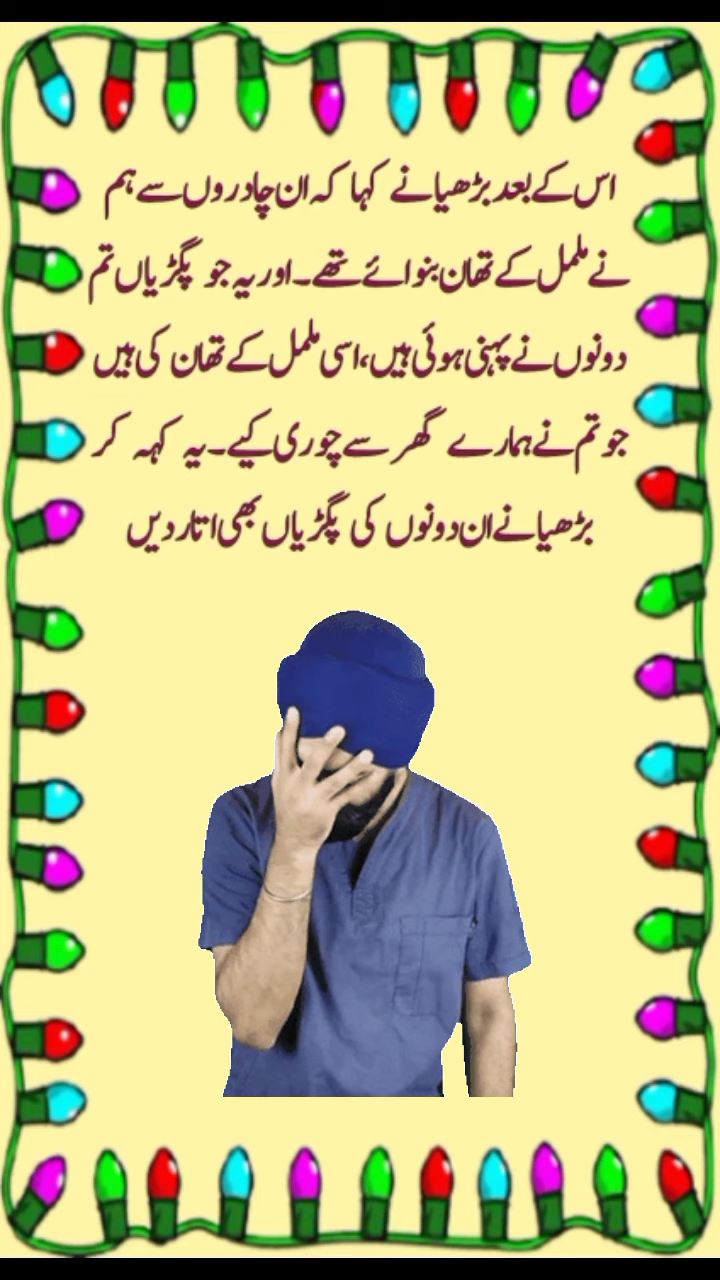 اس کے بعد بڑھیا نے کہا کہ ان چادروں سے ہم
نے ململ کے تھان بنوائے تھے۔اور یہ جو پگڑیاں تم
دونوں نے پہنی ہوئی ہیں،اسی ململ کے تھان کی ہیں
جو تم نے ہمارے گھر سے چوری کیے۔یہ کہہ کر
بڑھیا نے ان دونوں کی پگڑیاں بھی اتار دیں